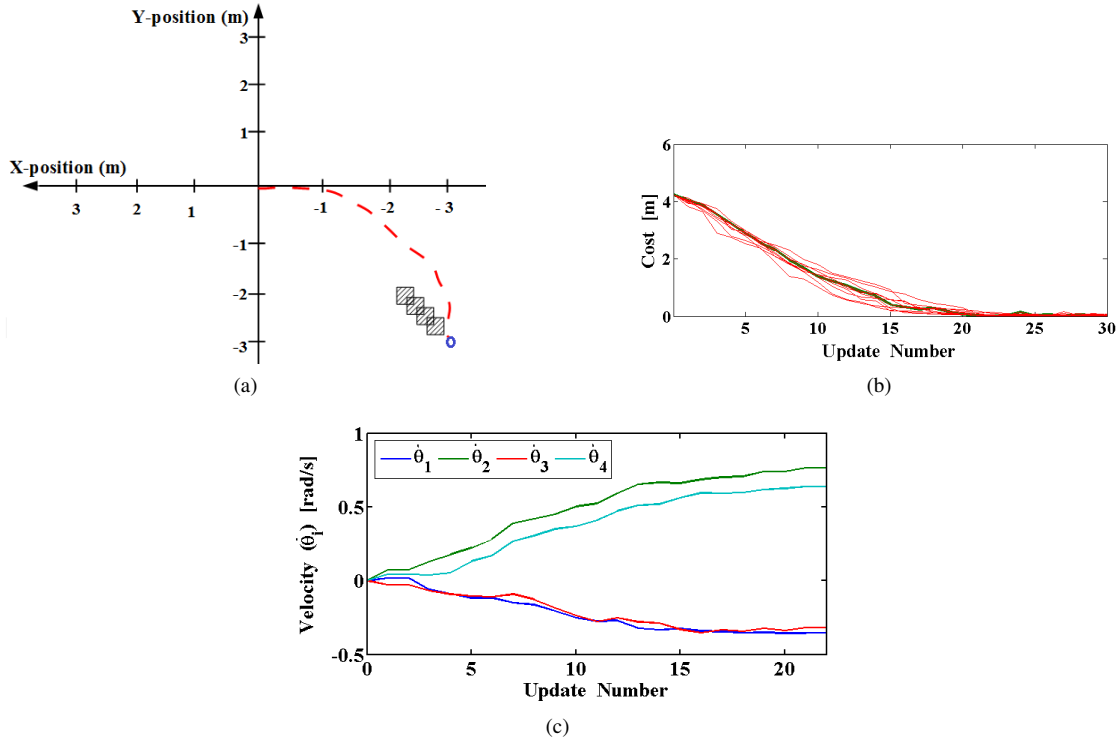 Y-position (m)
3
2
1
X-position (m)
3 2 1 -1 -2 - 3
-1
-2
-3
(a)
6
4
2
0
Cost [m]
5 10 15 20 25 30
Update Number
(b)
1
0.5
0
-0.5
Velocity (θ̇i) [rad/s]
θ̇1 θ̇2 θ̇3 θ̇4
0 5 10 15 20
Update Number
(c)